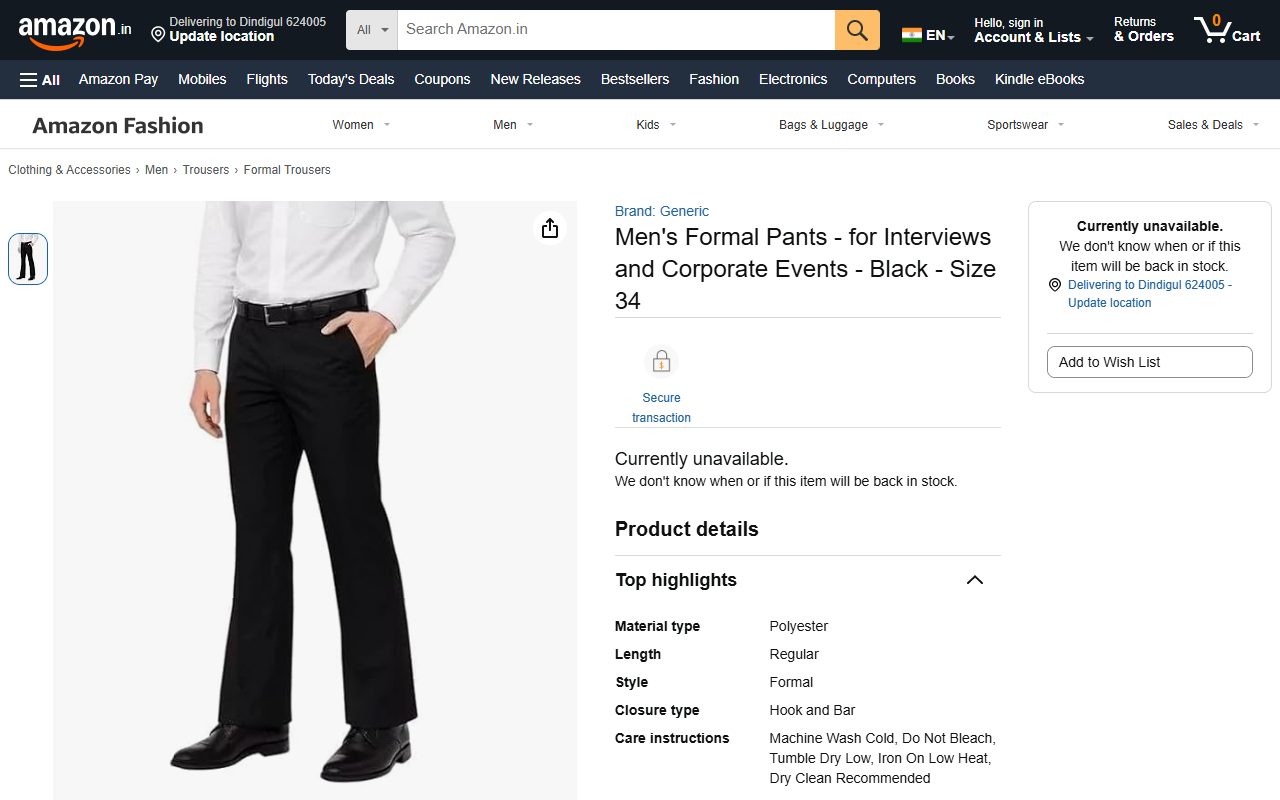 amazon.in
Delivering to Dindigul 624005
Update location
All
Search Amazon.in
EN
Hello, sign in
Account & Lists
Returns
& Orders
0
Cart
All
Amazon Pay
Mobiles
Flights
Today's Deals
Coupons
New Releases
Bestsellers
Fashion
Electronics
Computers
Books
Kindle eBooks
Amazon Fashion
Women
Men
Kids
Bags & Luggage
Sportswear
Sales & Deals
Clothing & Accessories › Men › Trousers › Formal Trousers
Brand: Generic
Men's Formal Pants - for Interviews
and Corporate Events - Black - Size
34
$
Secure
transaction
Currently unavailable.
We don't know when or if this item will be back in stock.
Product details
Top highlights
Material type Polyester
Length Regular
Style Formal
Closure type Hook and Bar
Care instructions Machine Wash Cold, Do Not Bleach,
Tumble Dry Low, Iron On Low Heat,
Dry Clean Recommended
Currently unavailable.
We don't know when or if this
item will be back in stock.
Delivering to Dindigul 624005 -
Update location
Add to Wish List